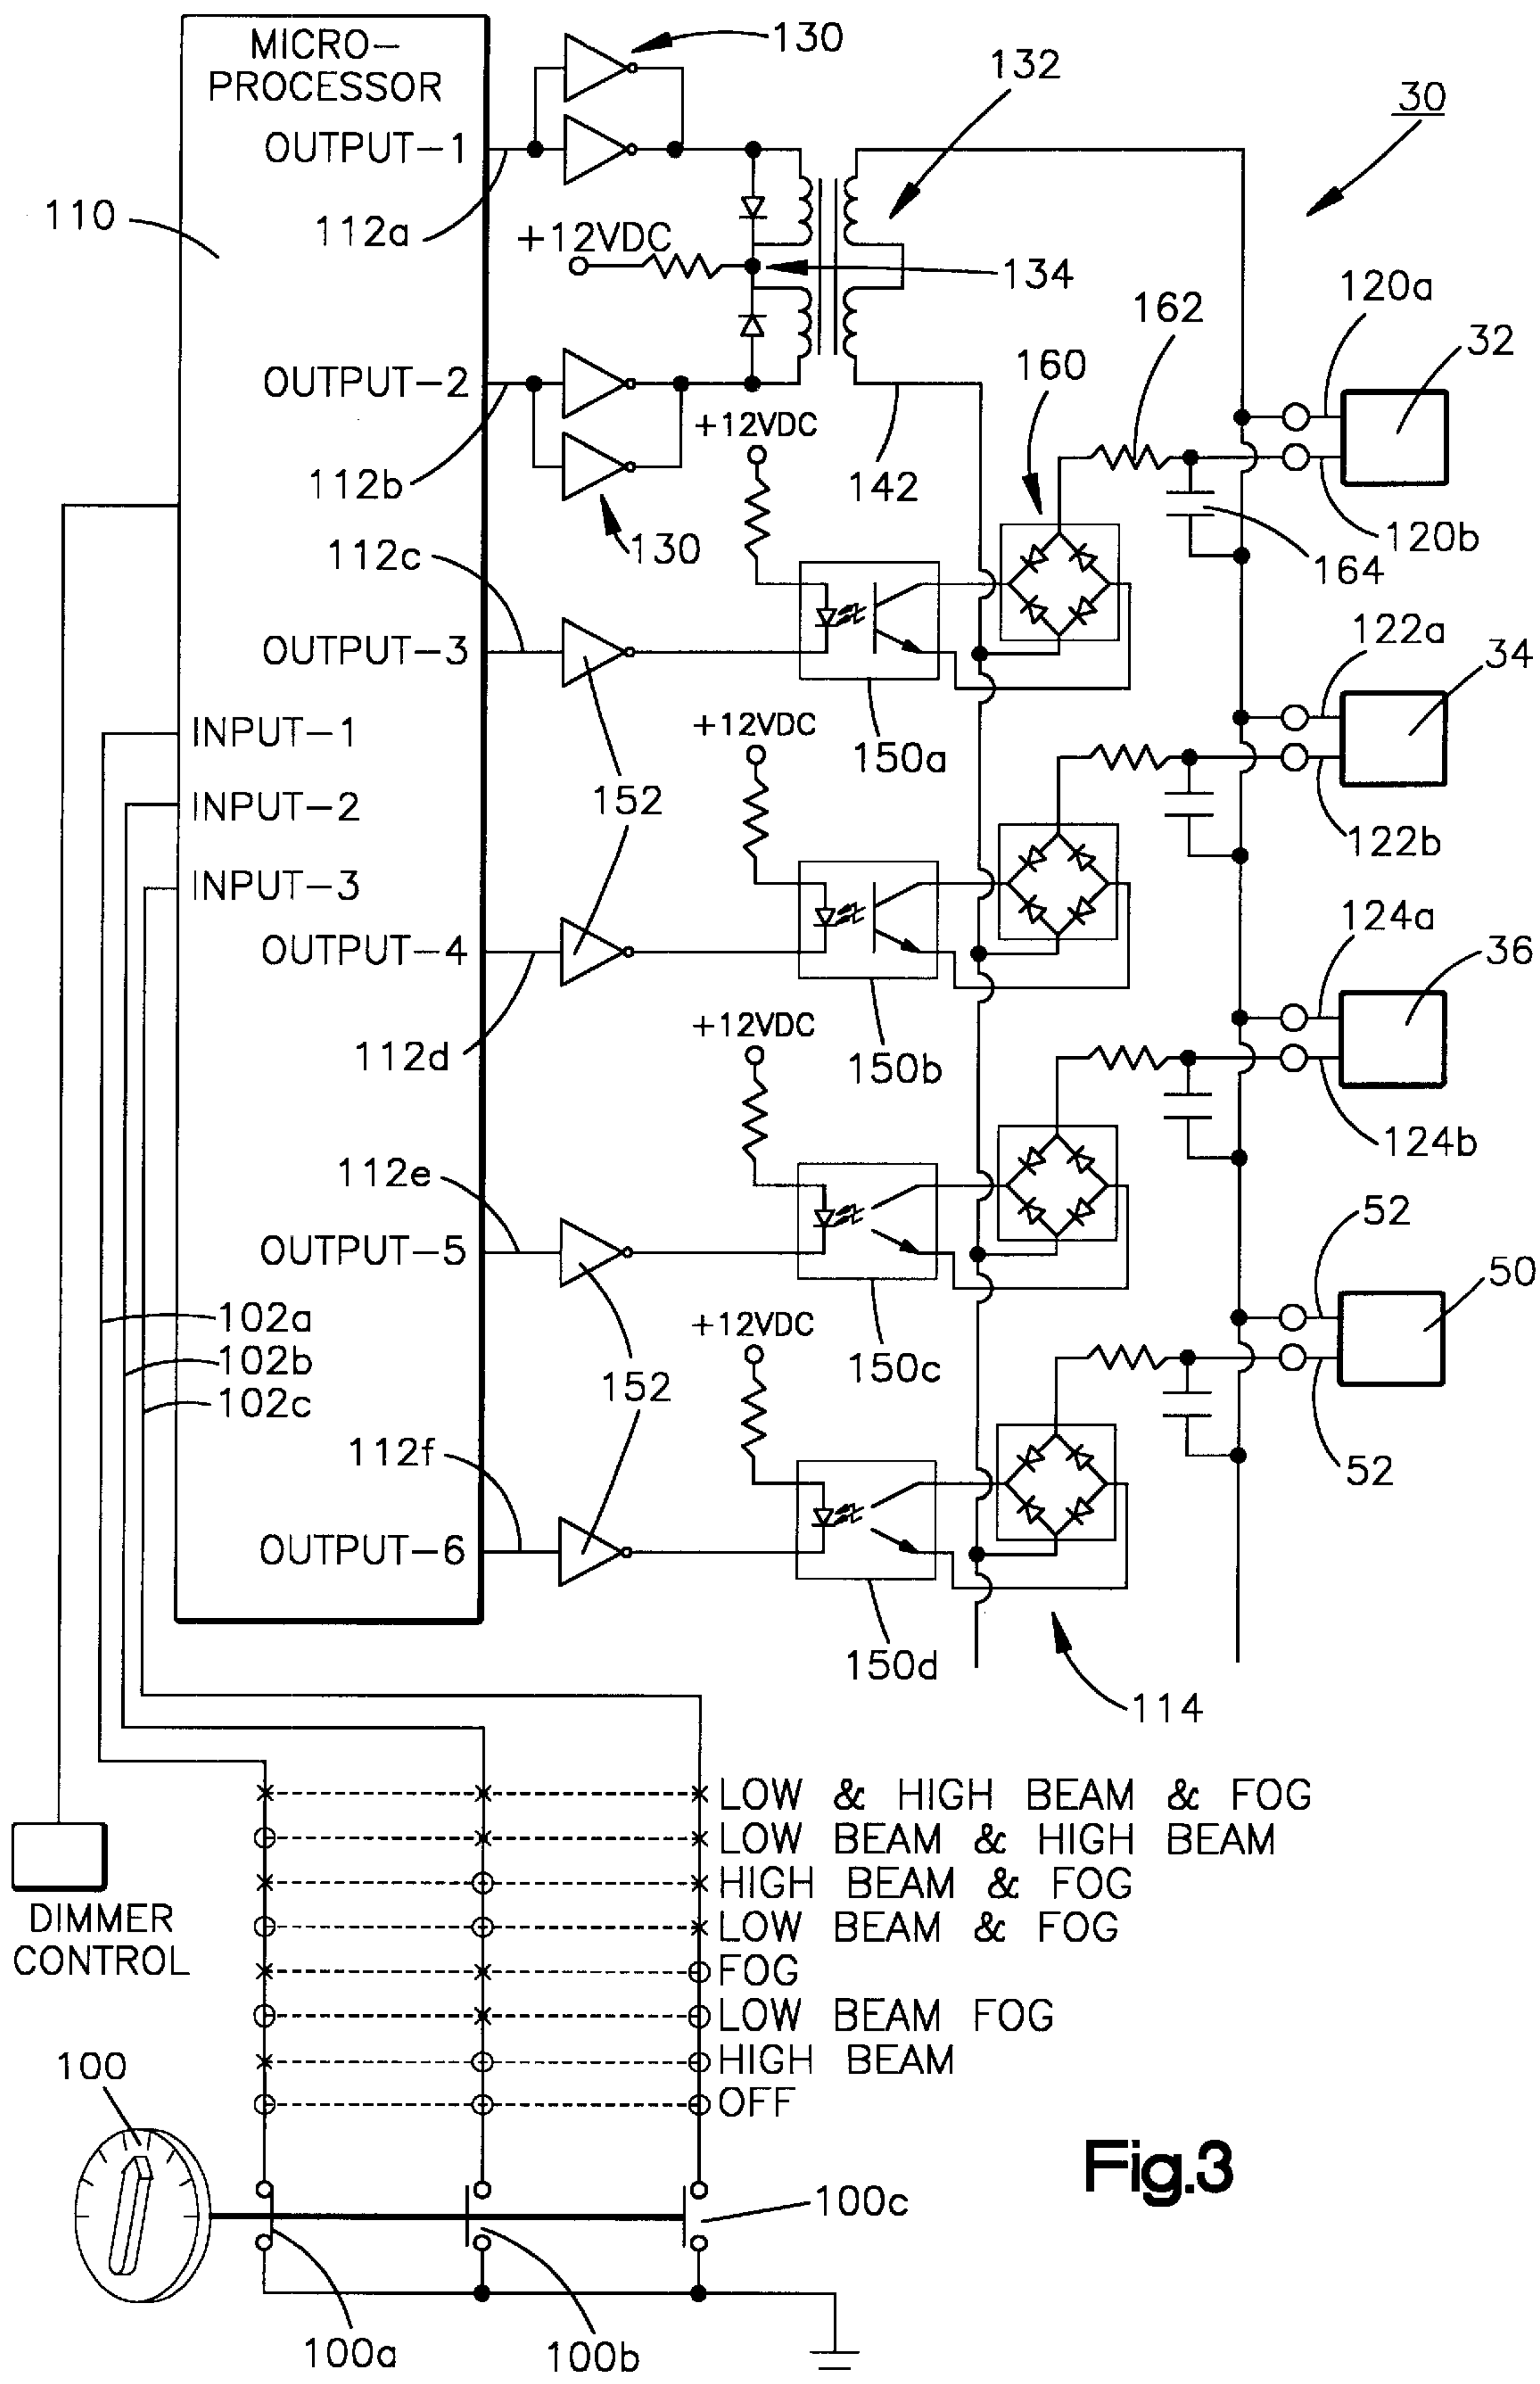 MICRO-
PROCESSOR
130
132
30
OUTPUT-1
110
112a
+12VDC
134
120a
162
32
OUTPUT-2
160
+12VDC
112b
142
130
120b
112c
164
122a
OUTPUT-3
34
INPUT-1
+12VDC
150a
INPUT-2
152
122b
INPUT-3
124a
OUTPUT-4
36
+12VDC
112d
150b
124b
112e
52
OUTPUT-5
50
102a
+12VDC
102b
150c
152
102c
112f
52
OUTPUT-6
150d
114
LOW & HIGH BEAM & FOG
LOW BEAM & HIGH BEAM
HIGH BEAM & FOG
DIMMER
CONTROL
LOW BEAM & FOG
FOG
LOW BEAM FOG
100
HIGH BEAM
OFF
Fig.3
100c
100a
100b